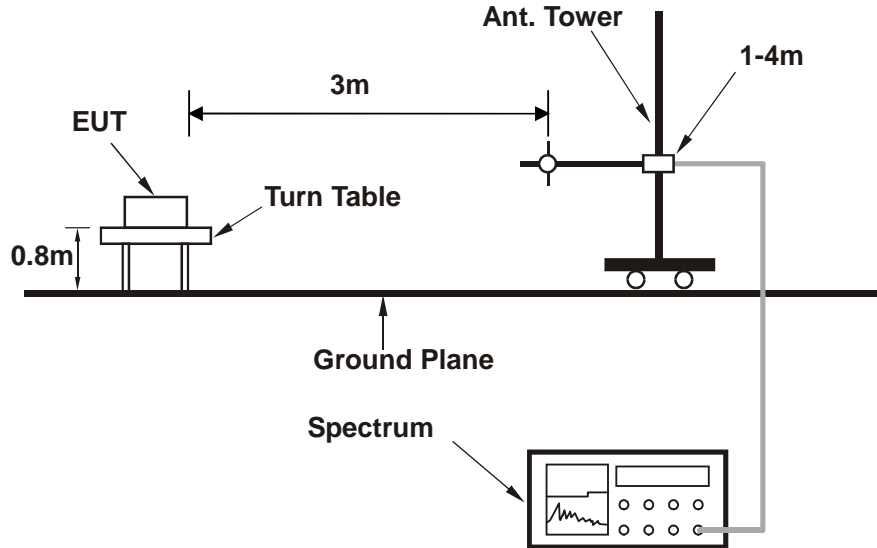 Ant. Tower
1-4m
3m
EUT
Turn Table
0.8m
Ground Plane
Spectrum